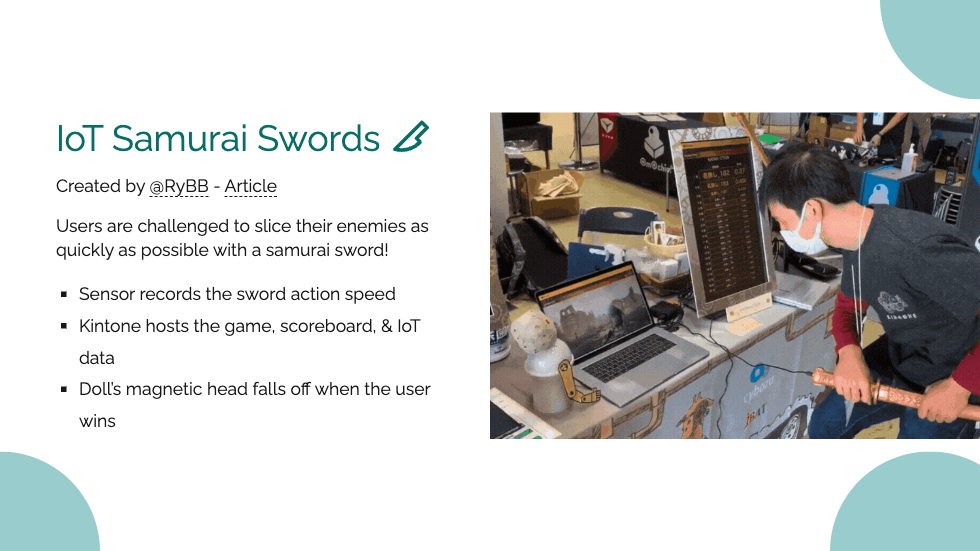 IoT Samurai Swords
Created by @RyBB - Article
Users are challenged to slice their enemies as
quickly as possible with a samurai sword!
▪ Sensor records the sword action speed
▪ Kintone hosts the game, scoreboard, & IoT
data
▪ Doll's magnetic head falls off when the user
wins
cybozu